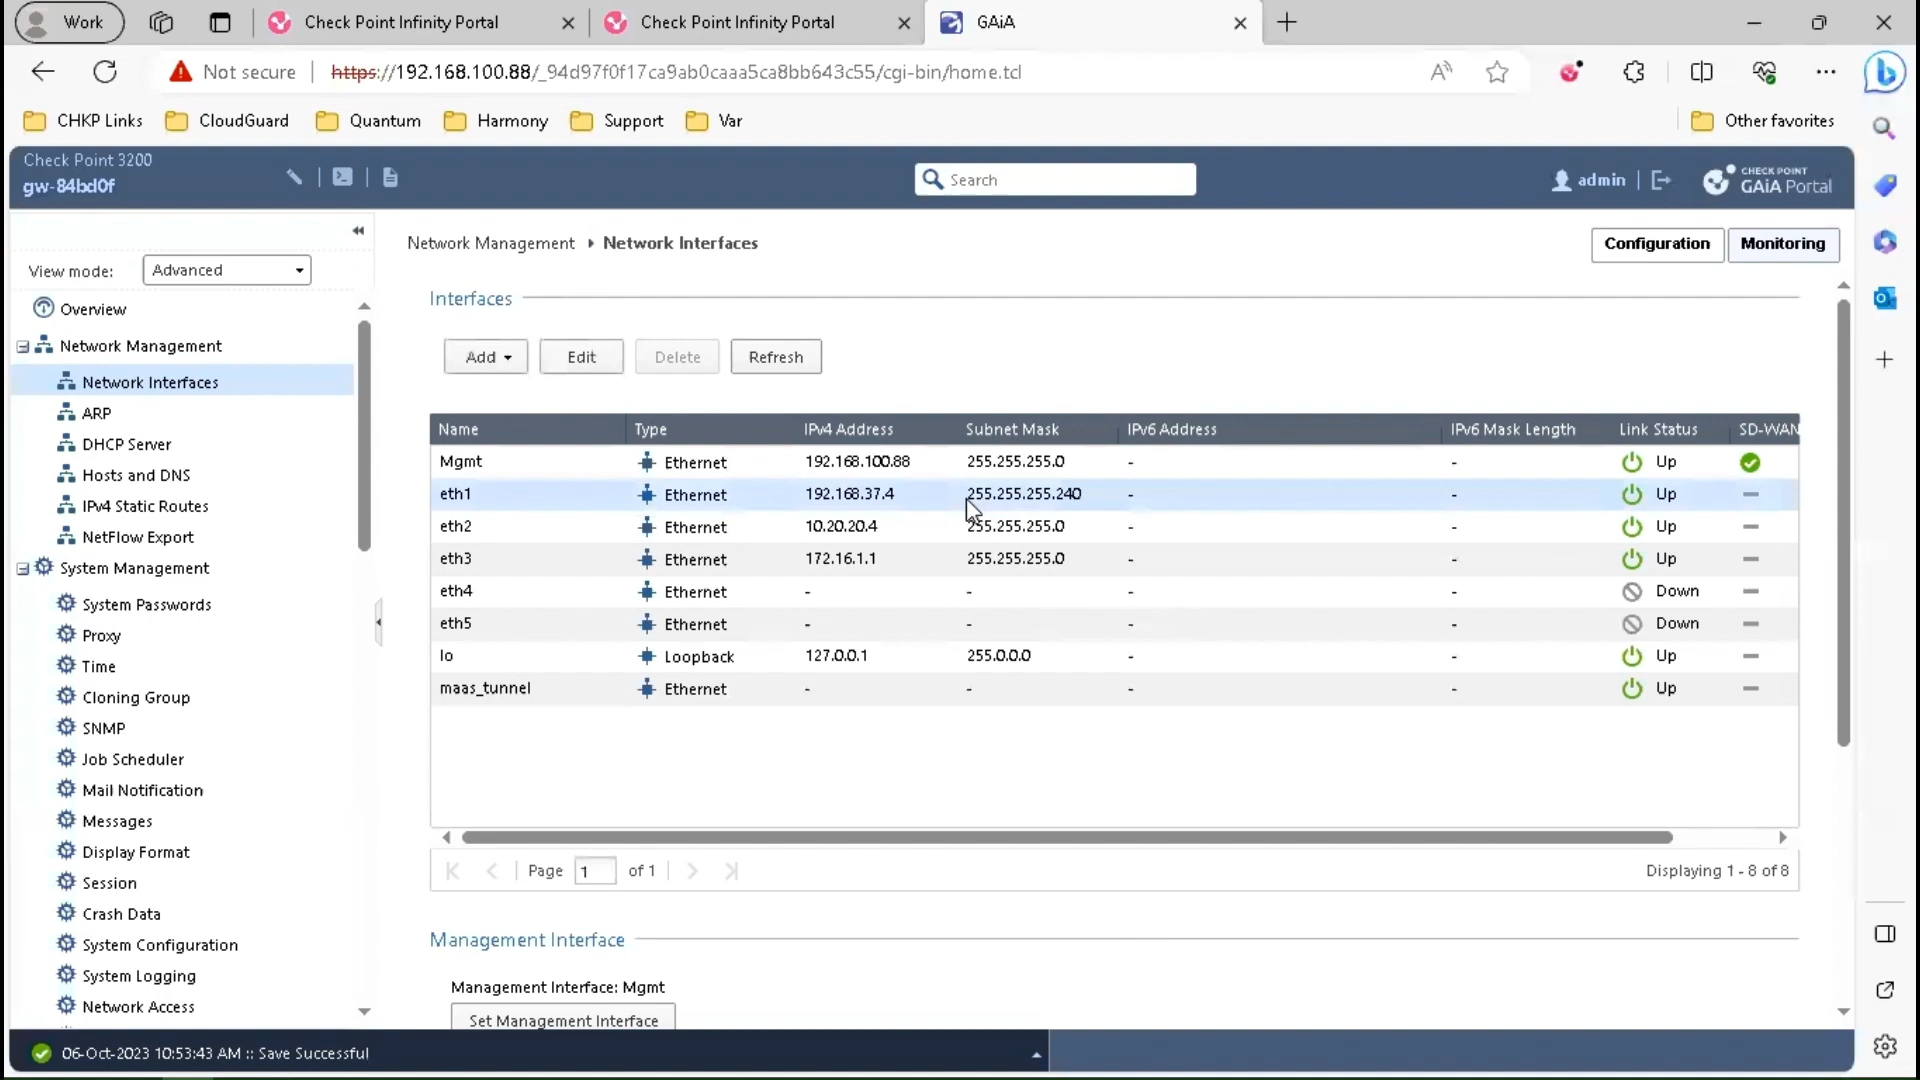 Work
Check Point Infinity Portal
Check Point Infinity Portal
GAiA
Not secure
https://192.168.100.88/_94d97f0f17ca9ab0caaa5ca8bb643c55/cgi-bin/home.tcl
CHKP Links
CloudGuard
Quantum
Harmony
Support
Var
Other favorites
Check Point 3200
gw-84bd0f
Search
admin
CHECK POINT
GAiA Portal
View mode: Advanced
Overview
Network Management
Network Interfaces
ARP
DHCP Server
Hosts and DNS
IPv4 Static Routes
NetFlow Export
System Management
System Passwords
Proxy
Time
Cloning Group
SNMP
Job Scheduler
Mail Notification
Messages
Display Format
Session
Crash Data
System Configuration
System Logging
Network Access
Network Management Network Interfaces
Configuration
Monitoring
Interfaces
Add
Edit
Delete
Refresh
Name Type IPv4 Address Subnet Mask IPv6 Address IPv6 Mask Length Link Status SD-WAN
Mgmt Ethernet 192.168.100.88 255.255.255.0 - - Up
eth1 Ethernet 192.168.37.4 255.255.255.240 - - Up
eth2 Ethernet 10.20.20.4 255.255.255.0 - - Up
eth3 Ethernet 172.16.1.1 255.255.255.0 - - Up
eth4 Ethernet - - - - Down
eth5 Ethernet - - - - Down
lo Loopback 127.0.0.1 255.0.0.0 - - Up
maas_tunnel Ethernet - - - - Up
Page 1 of 1
Displaying 1 - 8 of 8
Management Interface
Management Interface: Mgmt
Set Management Interface
06-Oct-2023 10:53:43 AM :: Save Successful